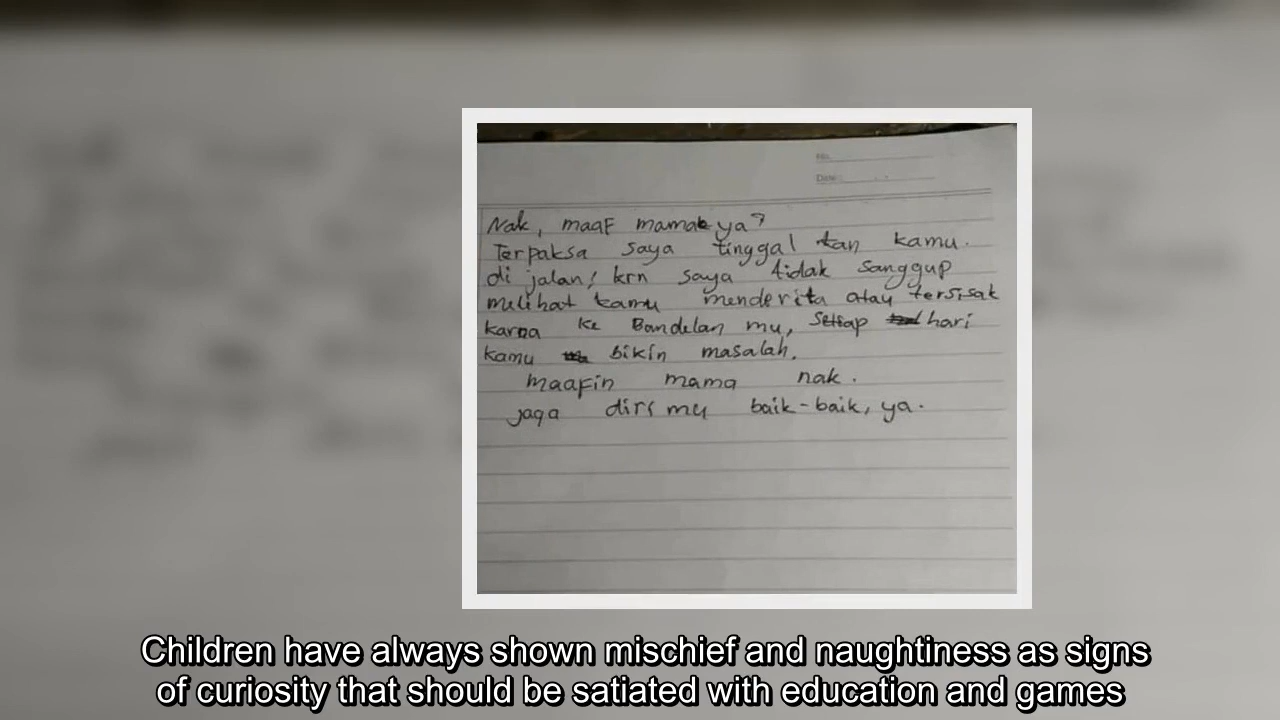 No.
Date:
Nak, maaf mamak ya?
Terpaksa saya tinggal kan kamu.
di jalan, krn saya tidak sanggup
melihat kamu menderita atau tersisak
karna ke Bandelan mu, setiap hari
kamu bikin masalah.
maafin mama nak.
jaga diri mu baik-baik, ya.
Children have always shown mischief and naughtiness as signs
of curiosity that should be satiated with education and games